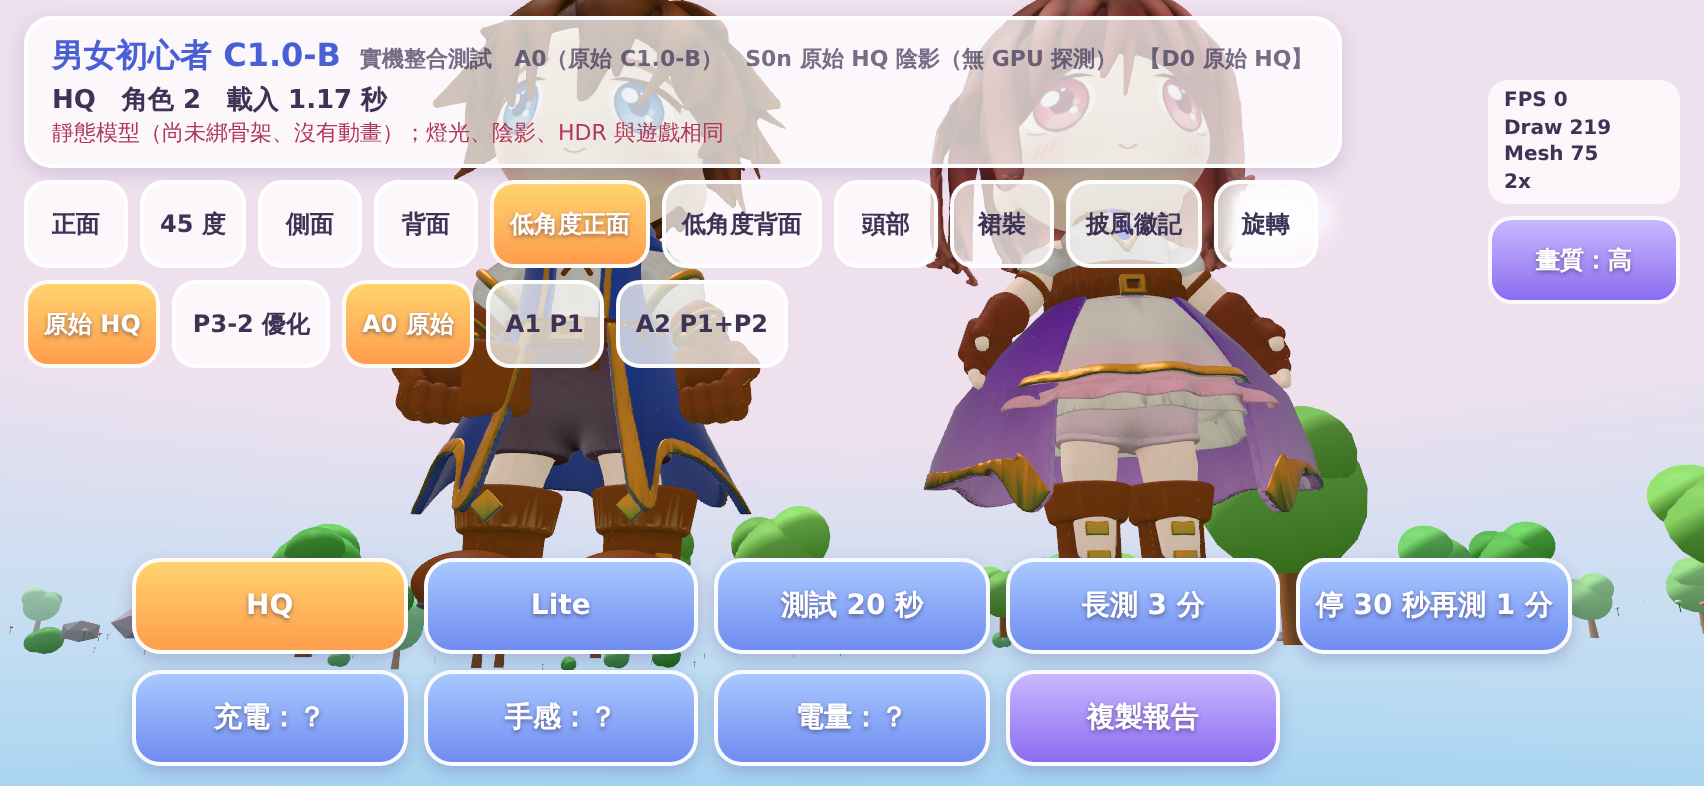 男女初心者 C1.0-B 實機整合測試 A0（原始 C1.0-B） S0n 原始 HQ 陰影（無 GPU 探測） 【D0 原始 HQ】
HQ 角色 2 載入 1.17 秒
靜態模型（尚未綁骨架、沒有動畫）；燈光、陰影、HDR 與遊戲相同
FPS 0
Draw 219
Mesh 75
2x
畫質：高
正面
45 度
側面
背面
低角度正面
低角度背面
頭部
裙裝
披風徽記
旋轉
原始 HQ
P3-2 優化
A0 原始
A1 P1
A2 P1+P2
HQ
Lite
測試 20 秒
長測 3 分
停 30 秒再測 1 分
充電：？
手感：？
電量：？
複製報告